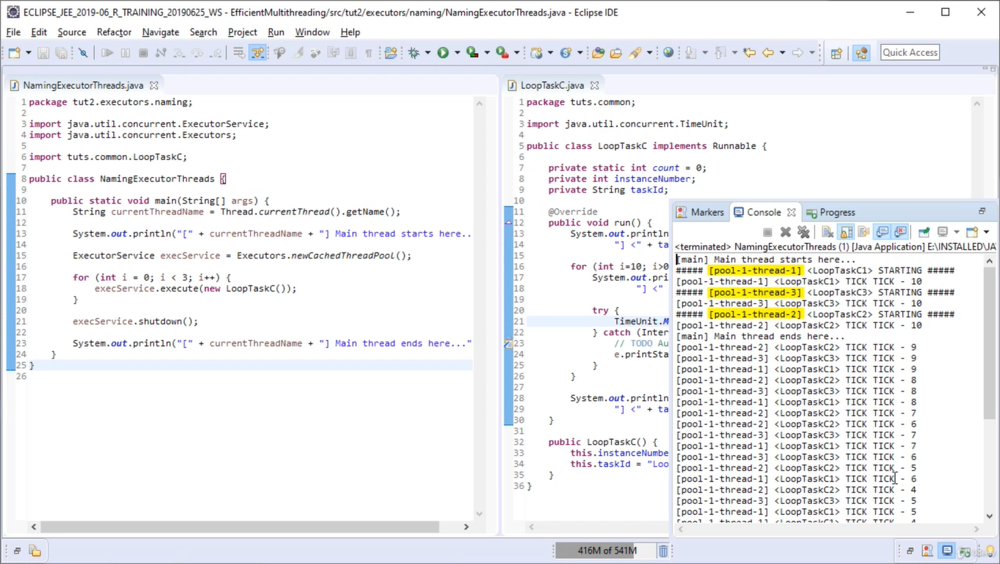 ECLIPSE_JEE_2019-06_R_TRAINING_20190625_WS - EfficientMultithreading/src/tut2/executors/naming/NamingExecutorThreads.java - Eclipse IDE
File Edit Source Refactor Navigate Search Project Run Window Help
Quick Access
NamingExecutorThreads.java
1 package tut2.executors.naming;
2
3 import java.util.concurrent.ExecutorService;
4 import java.util.concurrent.Executors;
5
6 import tuts.common.LoopTaskC;
7
8 public class NamingExecutorThreads {
9
10 public static void main(String[] args) {
11 String currentThreadName = Thread.currentThread().getName();
12
13 System.out.println("[" + currentThreadName + "] Main thread starts here..
14
15 ExecutorService execService = Executors.newCachedThreadPool();
16
17 for (int i = 0; i < 3; i++) {
18 execService.execute(new LoopTaskC());
19 }
20
21 execService.shutdown();
22
23 System.out.println("[" + currentThreadName + "] Main thread ends here..."
24 }
25 }
26
LoopTaskC.java
1 package tuts.common;
2
3 import java.util.concurrent.TimeUnit;
4
5 public class LoopTaskC implements Runnable {
6
7 private static int count = 0;
8 private int instanceNumber;
9 private String taskId;
10
11 @Override
12 public void run() {
13 System.out.println
14 "] <" + ta
15
16 for (int i=10; i>0
17 System.out.pri
18 "] <"
19
20 try {
21 TimeUnit.M
22 } catch (Inter
23 // TODO Au
24 e.printSta
25 }
26 }
27
28 System.out.println
29 "] <" + ta
30 }
31
32 public LoopTaskC() {
33 this.instanceNumbe
34 this.taskId = "Loo
35 }
36 }
Markers Console Progress
<terminated> NamingExecutorThreads (1) [Java Application] E:\INSTALLED\JA
[main] Main thread starts here...
##### [pool-1-thread-1] <LoopTaskC1> STARTING #####
[pool-1-thread-1] <LoopTaskC1> TICK TICK - 10
##### [pool-1-thread-3] <LoopTaskC3> STARTING #####
[pool-1-thread-3] <LoopTaskC3> TICK TICK - 10
##### [pool-1-thread-2] <LoopTaskC2> STARTING #####
[pool-1-thread-2] <LoopTaskC2> TICK TICK - 10
[main] Main thread ends here...
[pool-1-thread-2] <LoopTaskC2> TICK TICK - 9
[pool-1-thread-3] <LoopTaskC3> TICK TICK - 9
[pool-1-thread-1] <LoopTaskC1> TICK TICK - 9
[pool-1-thread-2] <LoopTaskC2> TICK TICK - 8
[pool-1-thread-3] <LoopTaskC3> TICK TICK - 8
[pool-1-thread-1] <LoopTaskC1> TICK TICK - 8
[pool-1-thread-2] <LoopTaskC2> TICK TICK - 7
[pool-1-thread-2] <LoopTaskC2> TICK TICK - 6
[pool-1-thread-3] <LoopTaskC3> TICK TICK - 7
[pool-1-thread-1] <LoopTaskC1> TICK TICK - 7
[pool-1-thread-3] <LoopTaskC3> TICK TICK - 6
[pool-1-thread-2] <LoopTaskC2> TICK TICK - 5
[pool-1-thread-1] <LoopTaskC1> TICK TICK - 6
[pool-1-thread-2] <LoopTaskC2> TICK TICK - 4
[pool-1-thread-3] <LoopTaskC3> TICK TICK - 5
[pool-1-thread-1] <LoopTaskC1> TICK TICK - 5
[pool-1-thread-1] <LoopTaskC1> TICK TICK - 4
416M of 541M